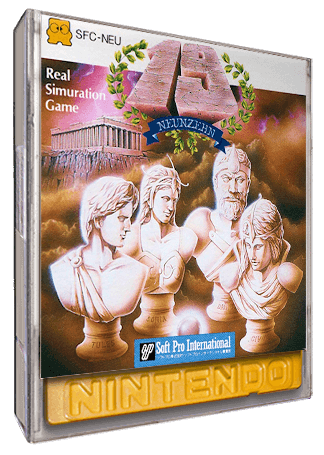 SFC-NEU
Real
Simuration
Game
19
NEUNZEHN
Soft Pro International
NINTENDO